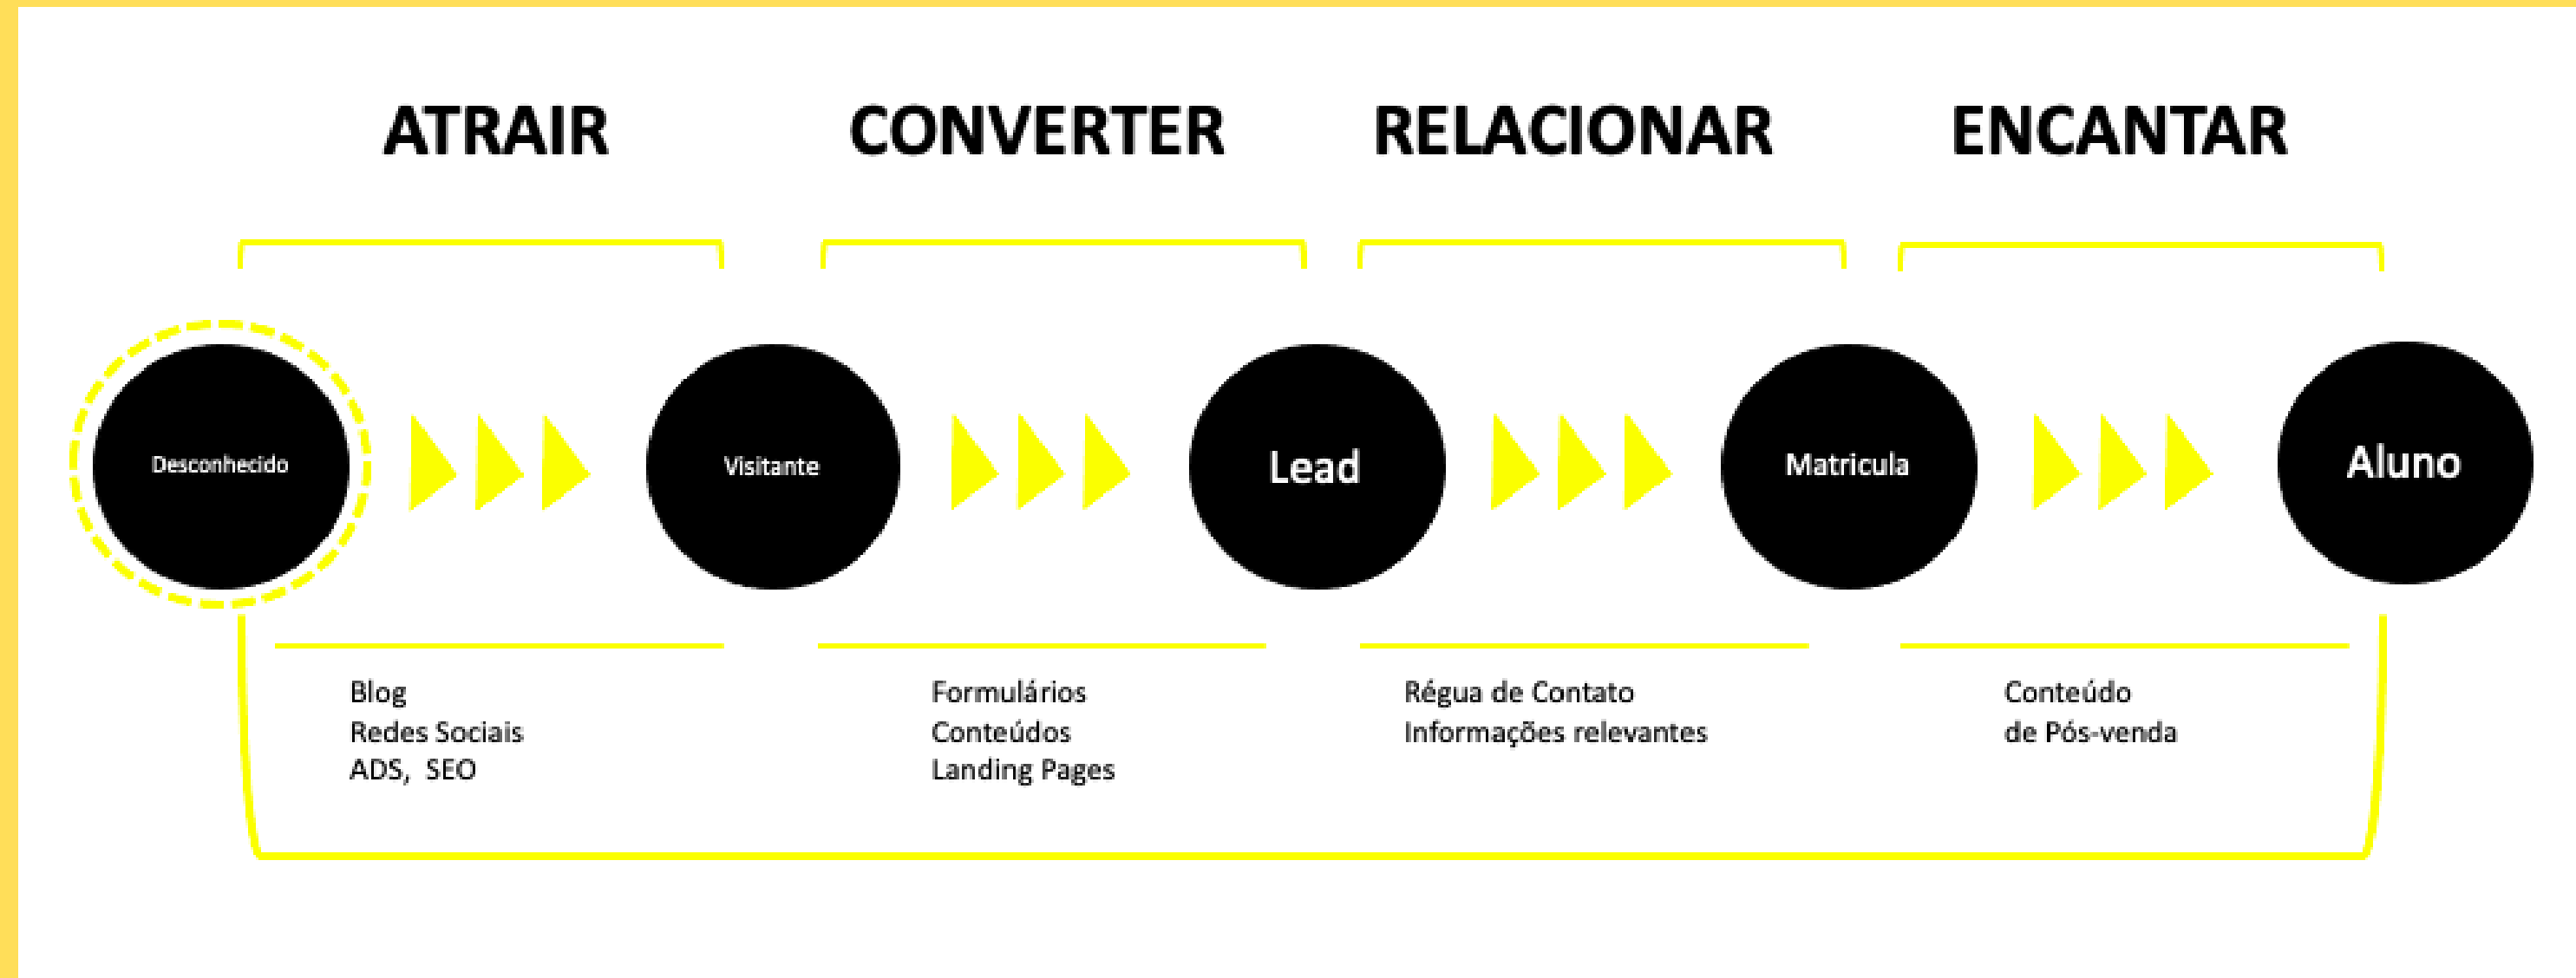 ATRAIR
CONVERTER
RELACIONAR
ENCANTAR
Desconhecido
Visitante
Lead
Matricula
Aluno
Blog
Redes Sociais
ADS, SEO
Formulários
Conteúdos
Landing Pages
Régua de Contato
Informações relevantes
Conteúdo
de Pós-venda